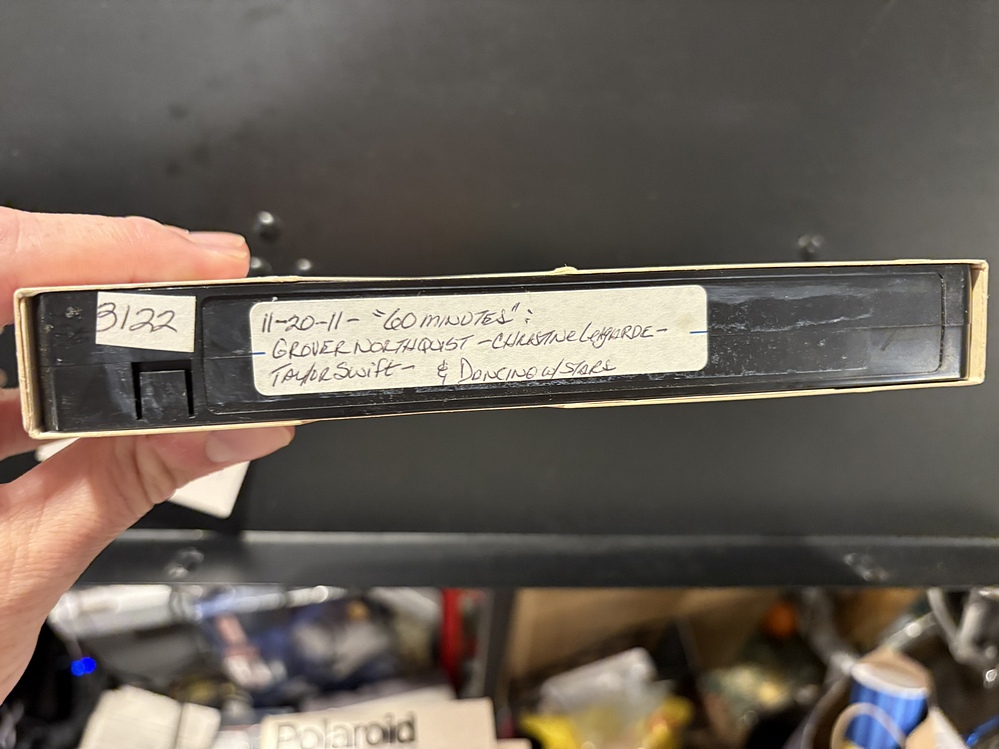 3122
11-20-11- "60 MINUTES":
GROVER NORTHQUIST - CHRISTINE LAGARDE -
TAYLOR SWIFT - & DANCING W/ STARS
Polaroid